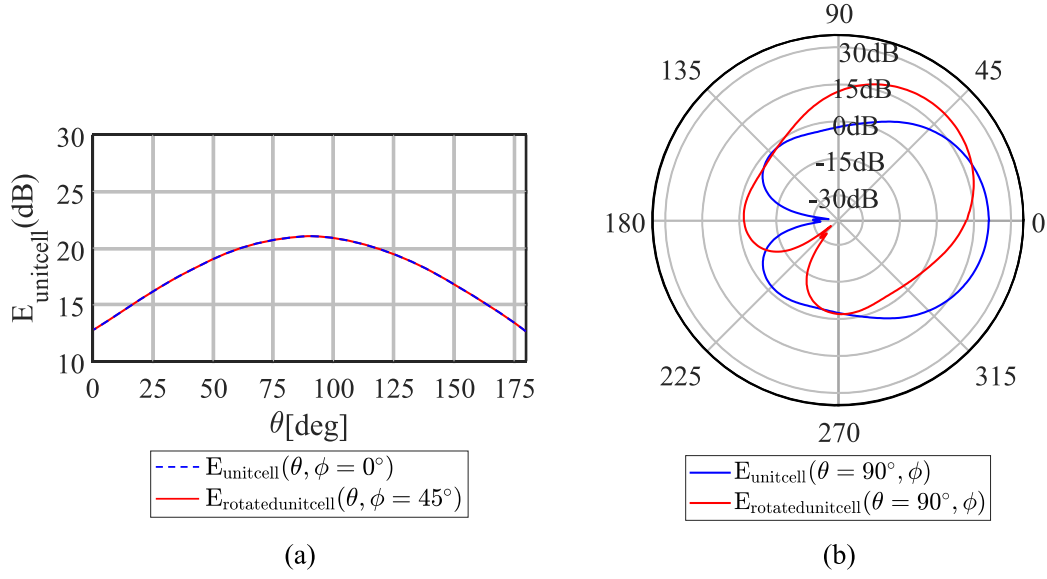 30
25
20
15
10
E_unitcell(dB)
0 25 50 75 100 125 150 175
θ[deg]
E_unitcell(θ, ϕ = 0°)
E_rotatedunitcell(θ, ϕ = 45°)
(a)
90
135 45
180 0
225 315
270
30dB
15dB
0dB
-15dB
-30dB
E_unitcell(θ = 90°, ϕ)
E_rotatedunitcell(θ = 90°, ϕ)
(b)